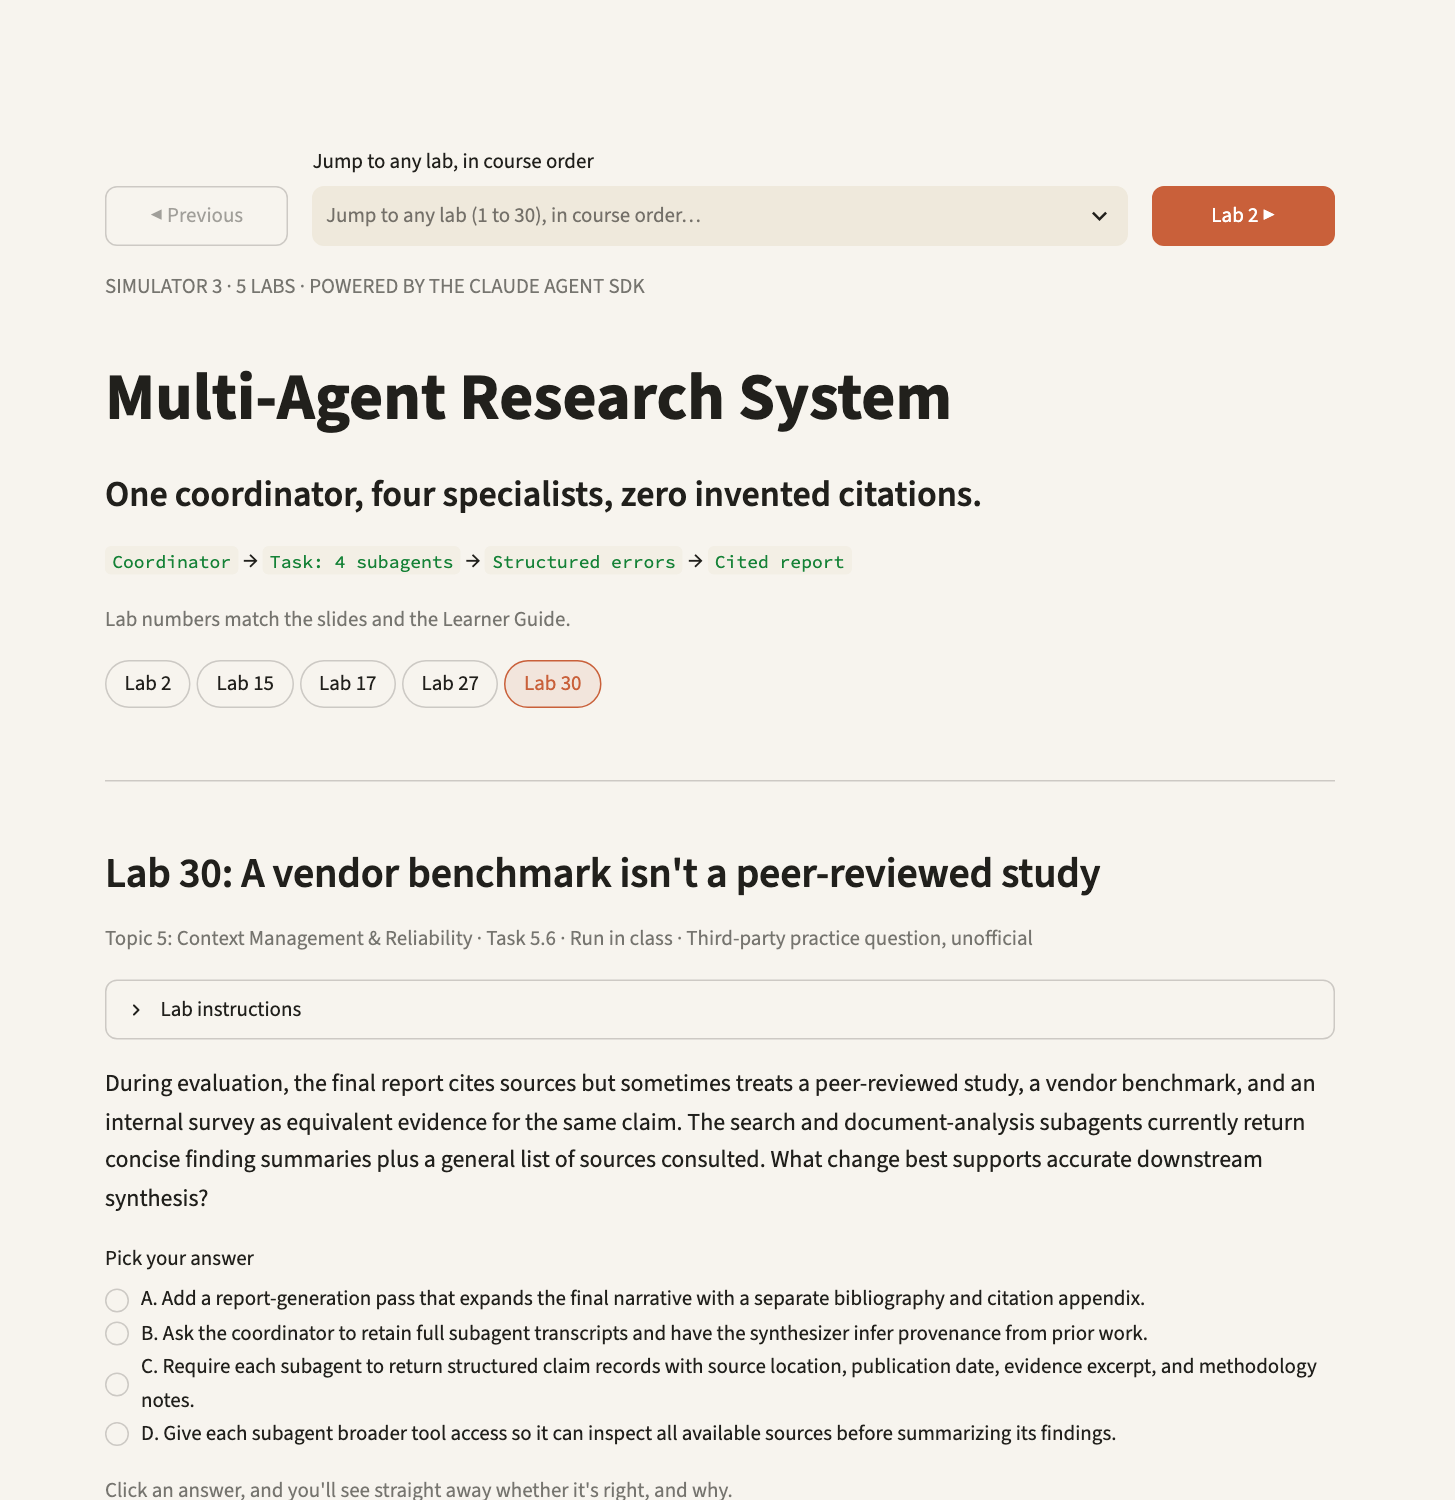 Jump to any lab, in course order
◀ Previous
Jump to any lab (1 to 30), in course order…
Lab 2 ▶
SIMULATOR 3 · 5 LABS · POWERED BY THE CLAUDE AGENT SDK
Multi-Agent Research System
One coordinator, four specialists, zero invented citations.
Coordinator → Task: 4 subagents → Structured errors → Cited report
Lab numbers match the slides and the Learner Guide.
Lab 2 Lab 15 Lab 17 Lab 27 Lab 30
Lab 30: A vendor benchmark isn't a peer-reviewed study
Topic 5: Context Management & Reliability · Task 5.6 · Run in class · Third-party practice question, unofficial
Lab instructions
During evaluation, the final report cites sources but sometimes treats a peer-reviewed study, a vendor benchmark, and an
internal survey as equivalent evidence for the same claim. The search and document-analysis subagents currently return
concise finding summaries plus a general list of sources consulted. What change best supports accurate downstream
synthesis?
Pick your answer
A. Add a report-generation pass that expands the final narrative with a separate bibliography and citation appendix.
B. Ask the coordinator to retain full subagent transcripts and have the synthesizer infer provenance from prior work.
C. Require each subagent to return structured claim records with source location, publication date, evidence excerpt, and methodology
notes.
D. Give each subagent broader tool access so it can inspect all available sources before summarizing its findings.
Click an answer, and you'll see straight away whether it's right, and why.